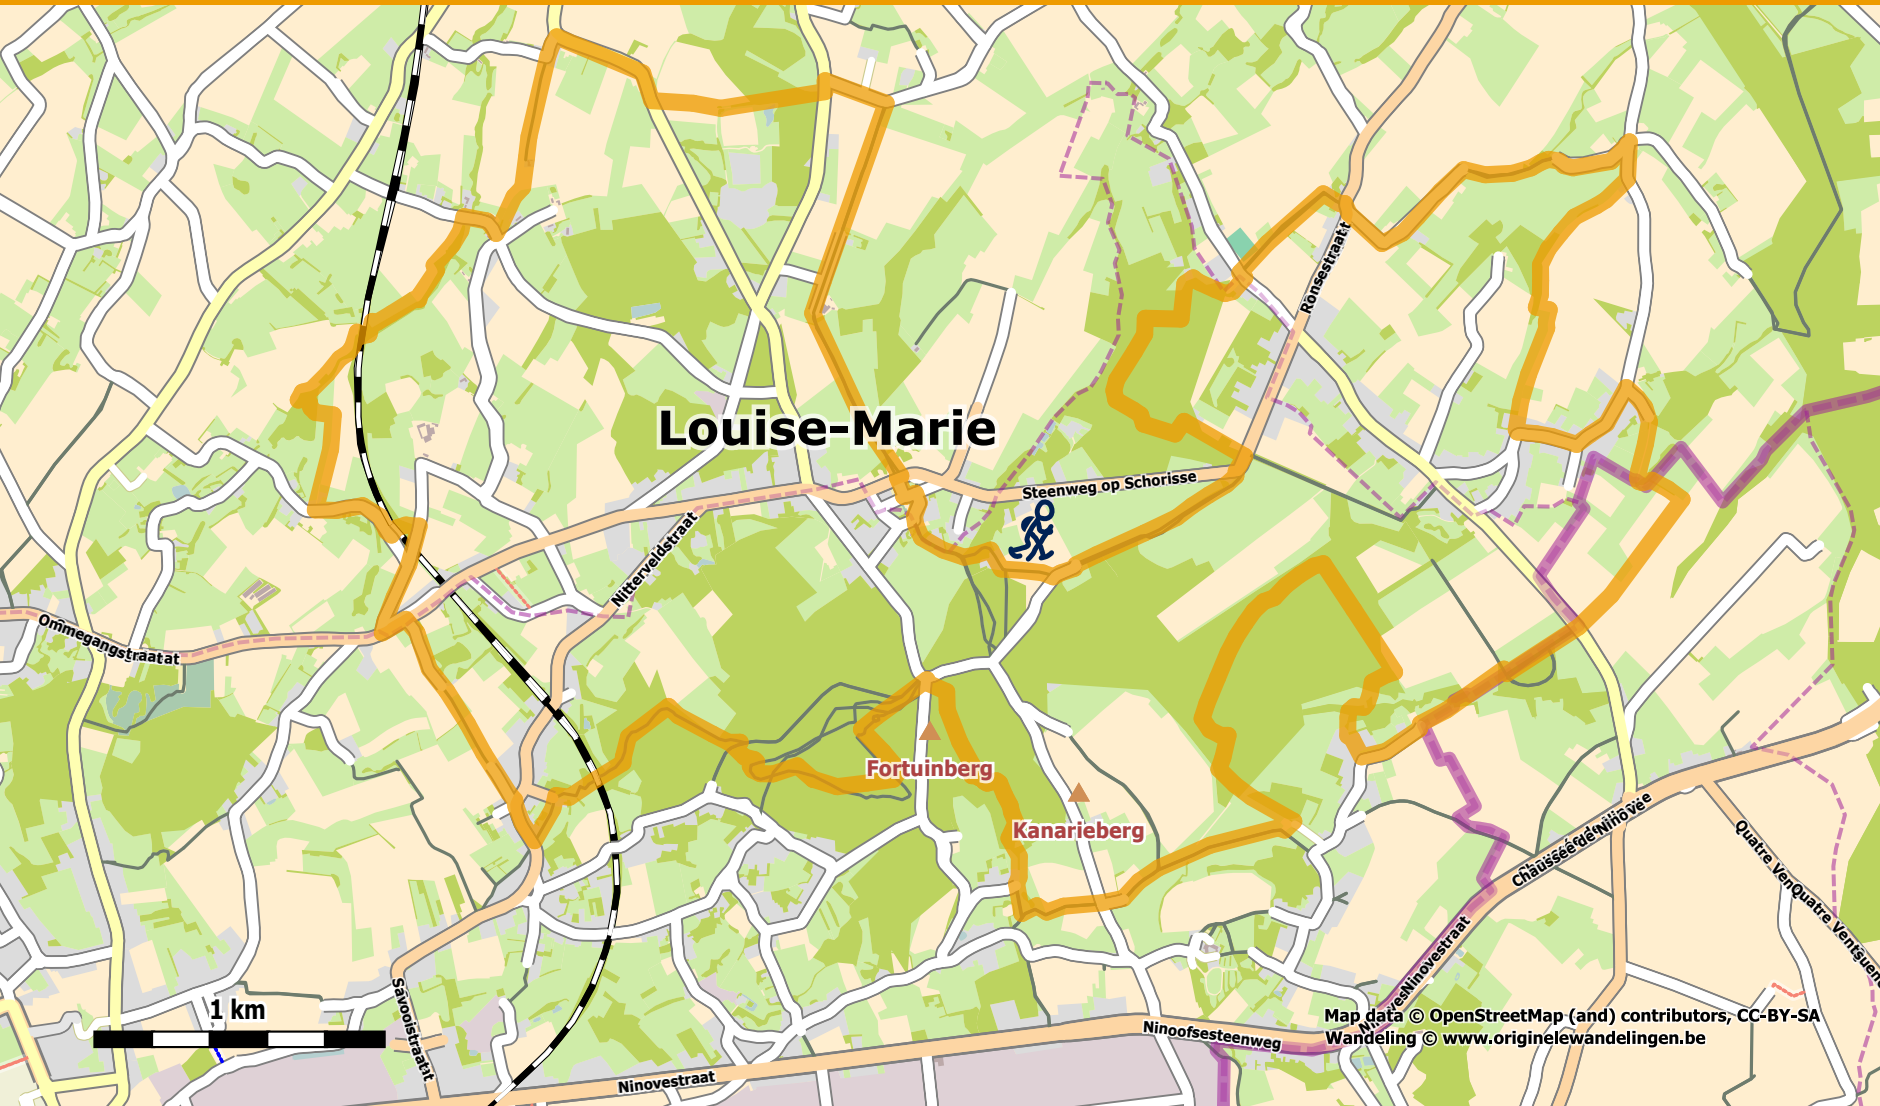 Ronsestraat
Louise-Marie
Steenweg op Schorisse
Nitterveldstraat
Ommegangstraat
Fortuinberg
Kanarieberg
Chaussée de Ninove
Quatre Vents
Ninovestraat
Savooistraat
1 km
Map data © OpenStreetMap (and) contributors, CC-BY-SA
Ninoofsesteenweg
Wandeling © www.originelewandelingen.be
Ninovestraat